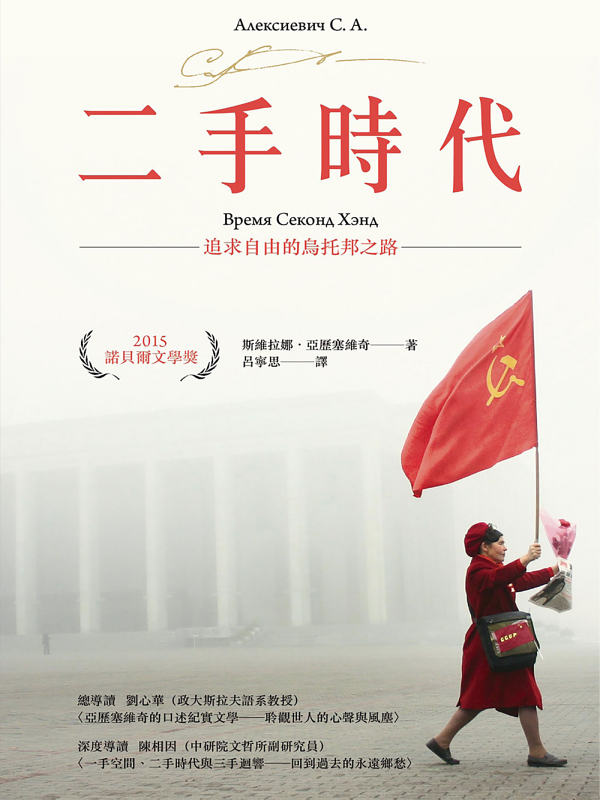 Алексиевич С. А.
二手時代
Время Секонд Хэнд
追求自由的烏托邦之路
2015
諾貝爾文學獎
斯維拉娜・亞歷塞維奇———著
呂寧思———譯
СССР
總導讀 劉心華（政大斯拉夫語系教授）
〈亞歷塞維奇的口述紀實文學——聆觀世人的心聲與風塵〉
深度導讀 陳相因（中研院文哲所副研究員）
〈一手空間、二手時代與三手迴響——回到過去的永遠鄉愁〉